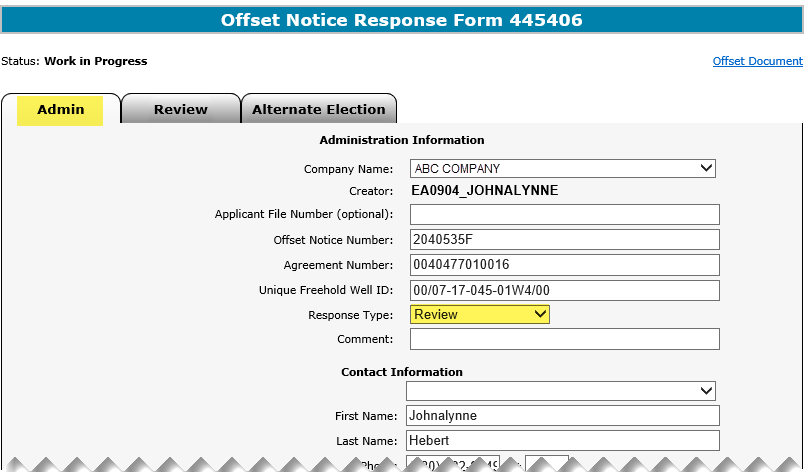 Offset Notice Response Form 445406
Status: Work in Progress Offset Document
Admin Review Alternate Election
Administration Information
Company Name: ABC COMPANY
Creator: EA0904_JOHNALYNNE
Applicant File Number (optional):
Offset Notice Number: 2040535F
Agreement Number: 0040477010016
Unique Freehold Well ID: 00/07-17-045-01W4/00
Response Type: Review
Comment:
Contact Information
First Name: Johnalynne
Last Name: Hebert